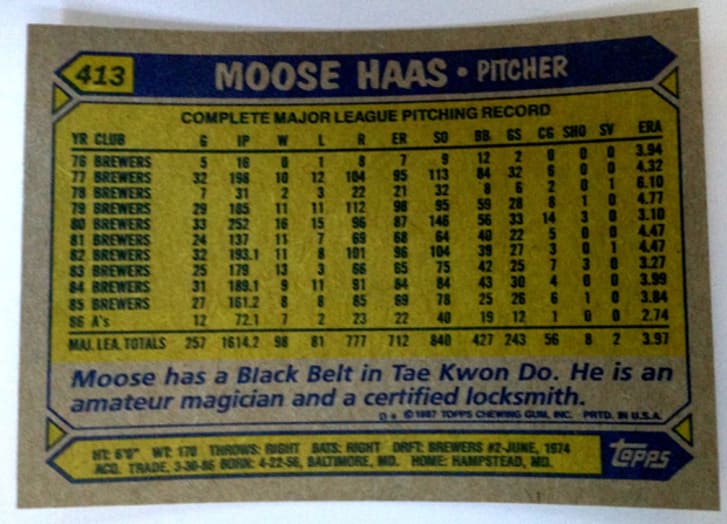 413
MOOSE HAAS • PITCHER
COMPLETE MAJOR LEAGUE PITCHING RECORD
YR CLUB G IP W L R ER SO BB GS CG SHO SV ERA
76 BREWERS 5 16 0 1 8 7 9 12 2 0 0 0 3.94
77 BREWERS 32 198 10 12 104 95 113 84 32 6 0 0 4.32
78 BREWERS 7 31 2 3 22 21 32 8 6 2 0 1 6.10
79 BREWERS 29 185 11 11 112 98 95 59 28 8 1 0 4.77
80 BREWERS 33 252 16 15 96 87 146 56 33 14 3 0 3.10
81 BREWERS 24 137 11 7 69 68 64 40 22 5 0 0 4.47
82 BREWERS 32 193.1 11 8 101 96 104 39 27 3 0 1 4.47
83 BREWERS 25 179 13 3 66 65 75 42 25 7 3 0 3.27
84 BREWERS 31 189.1 9 11 91 84 84 43 30 4 0 0 3.99
85 BREWERS 27 161.2 8 8 85 69 78 25 26 6 1 0 3.84
86 A's 12 72.1 7 2 23 22 40 19 12 1 0 0 2.74
MAJ. LEA. TOTALS 257 1614.2 98 81 777 712 840 427 243 56 8 2 3.97
Moose has a Black Belt in Tae Kwon Do. He is an
amateur magician and a certified locksmith.
D* © 1987 TOPPS CHEWING GUM, INC. PRTD. IN U.S.A.
HT: 6'0" WT: 170 THROWS: RIGHT BATS: RIGHT DRFT: BREWERS #2-JUNE, 1974
ACQ. TRADE, 3-30-86 BORN: 4-22-56, BALTIMORE, MD. HOME: HAMPSTEAD, MD.
Topps